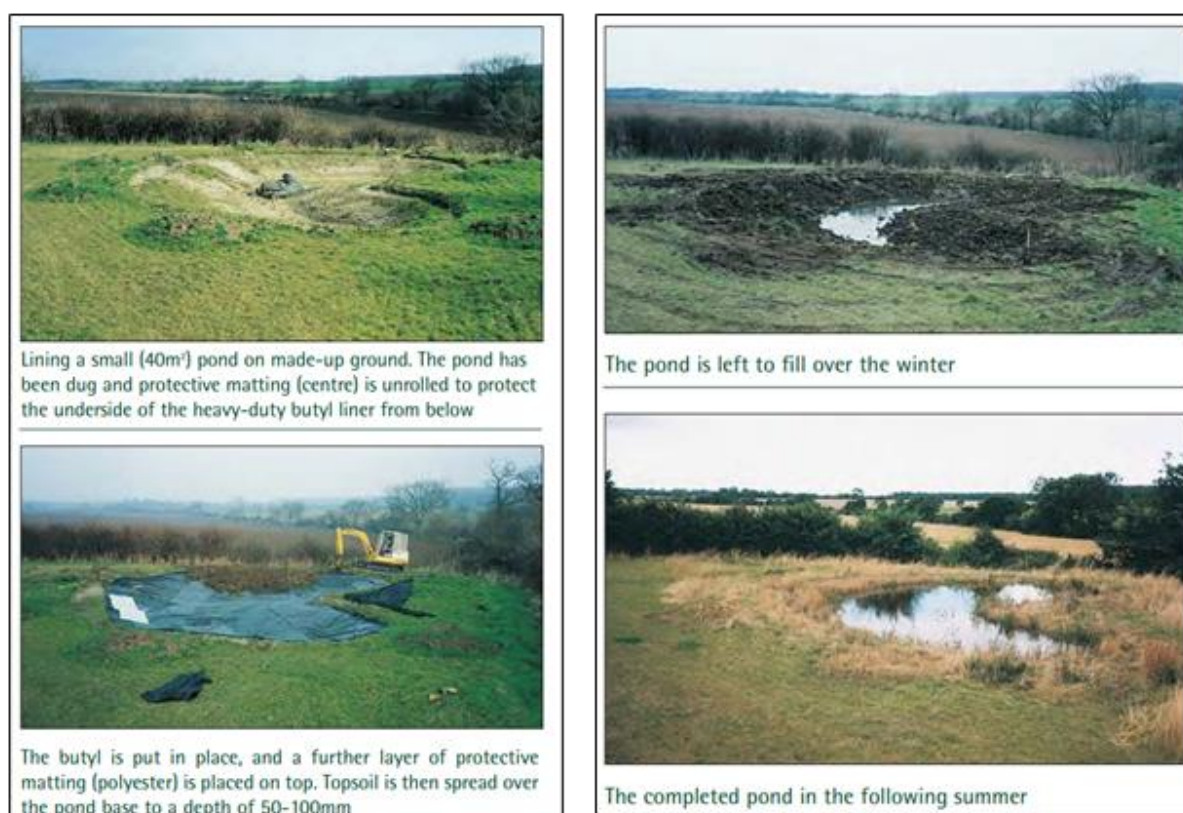 Lining a small (40m²) pond on made-up ground. The pond has
been dug and protective matting (centre) is unrolled to protect
the underside of the heavy-duty butyl liner from below
The butyl is put in place, and a further layer of protective
matting (polyester) is placed on top. Topsoil is then spread over
the pond base to a depth of 50-100mm
The pond is left to fill over the winter
The completed pond in the following summer